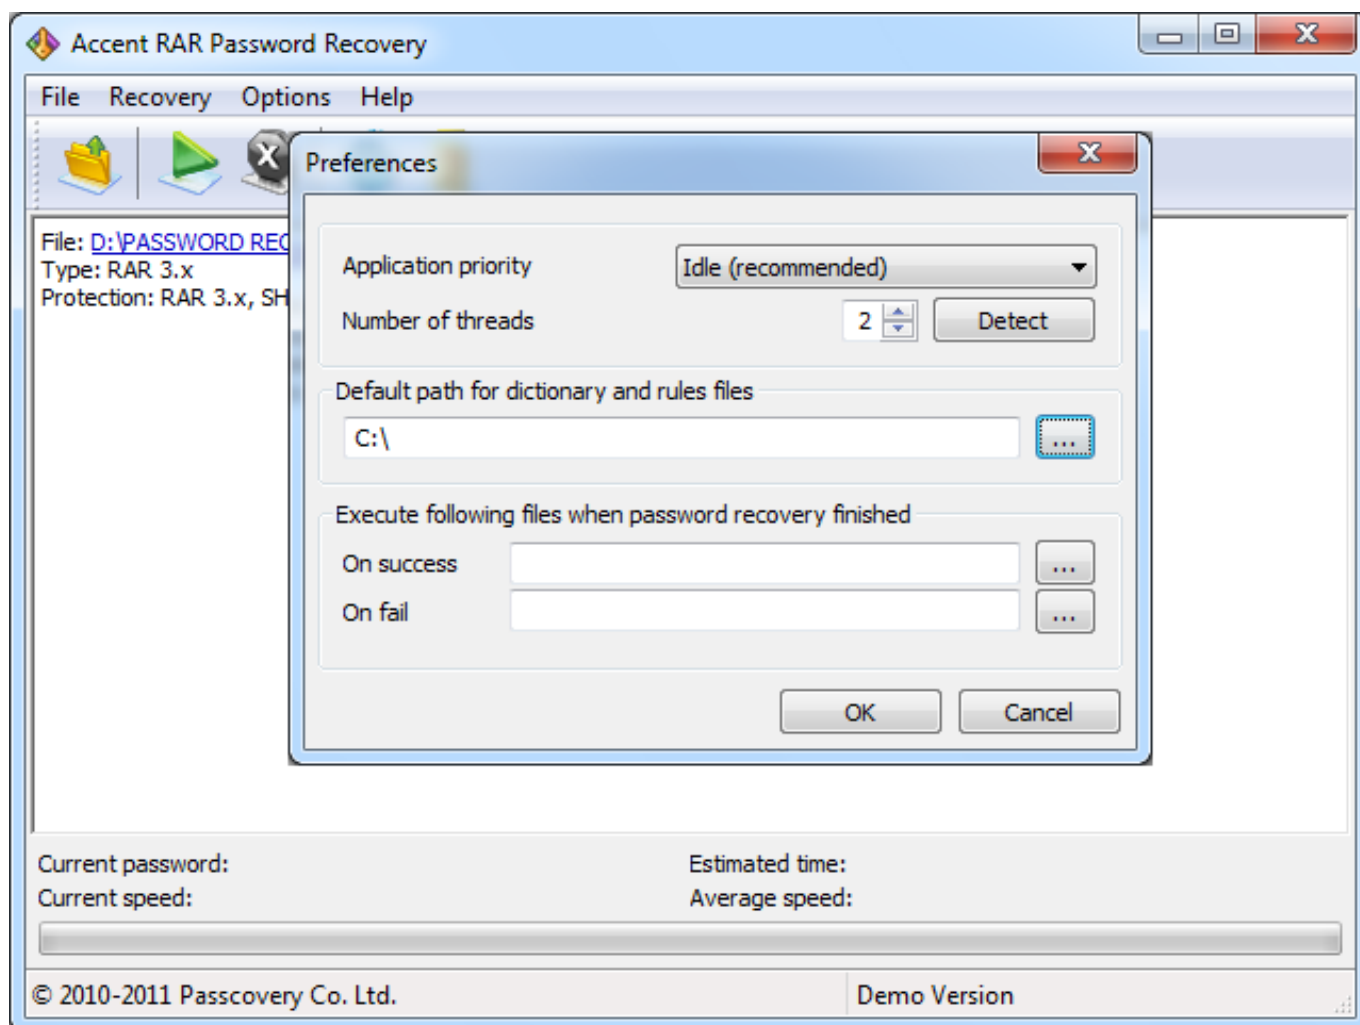 Accent RAR Password Recovery
File Recovery Options Help
Preferences
File: D:\PASSWORD REC
Type: RAR 3.x
Protection: RAR 3.x, SH
Application priority Idle (recommended)
Number of threads 2 Detect
Default path for dictionary and rules files
C:\ ...
Execute following files when password recovery finished
On success ...
On fail ...
OK Cancel
Current password: Estimated time:
Current speed: Average speed:
© 2010-2011 Passcovery Co. Ltd. Demo Version